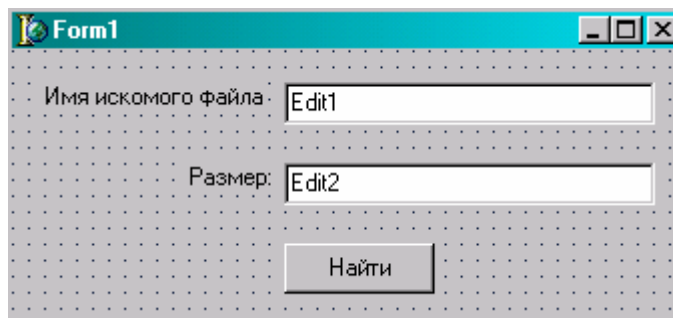 Form1
Имя искомого файла
Edit1
Размер:
Edit2
Найти